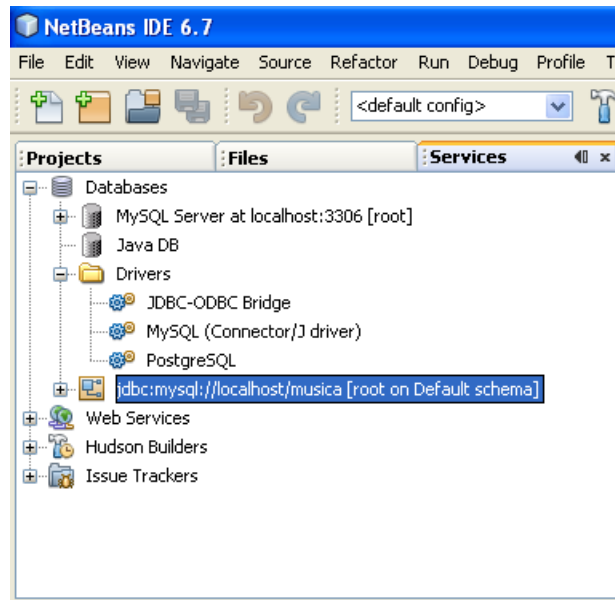 NetBeans IDE 6.7
File Edit View Navigate Source Refactor Run Debug Profile T
<default config>
Projects Files Services
Databases
MySQL Server at localhost:3306 [root]
Java DB
Drivers
JDBC-ODBC Bridge
MySQL (Connector/J driver)
PostgreSQL
jdbc:mysql://localhost/musica [root on Default schema]
Web Services
Hudson Builders
Issue Trackers